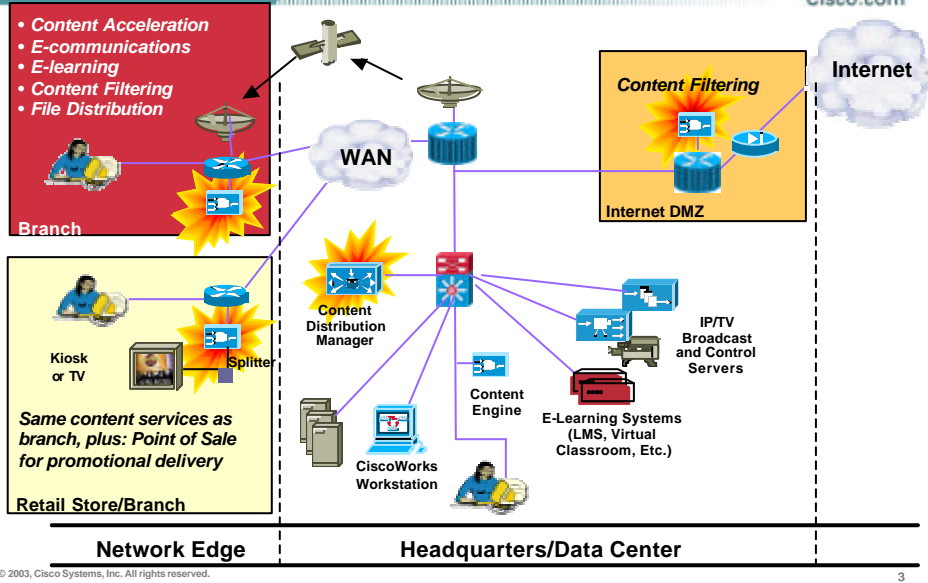 Cisco.com
• Content Acceleration
• E-communications
• E-learning
• Content Filtering
• File Distribution
Branch
WAN
Content Filtering
Internet DMZ
Internet
Kiosk
or TV
Splitter
Same content services as
branch, plus: Point of Sale
for promotional delivery
Retail Store/Branch
Content
Distribution
Manager
CiscoWorks
Workstation
Content
Engine
E-Learning Systems
(LMS, Virtual
Classroom, Etc.)
IP/TV
Broadcast
and Control
Servers
Network Edge
Headquarters/Data Center
© 2003, Cisco Systems, Inc. All rights reserved.
3